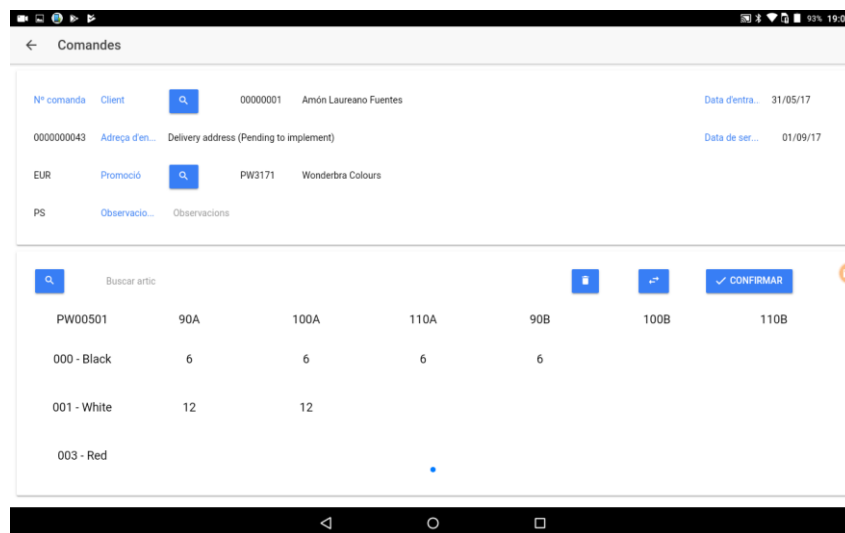 93% 19:0
Comandes
Nº comanda Client 00000001 Amón Laureano Fuentes Data d'entra.. 31/05/17
0000000043 Adreça d'en... Delivery address (Pending to implement) Data de ser... 01/09/17
EUR Promoció PW3171 Wonderbra Colours
PS Observacio... Observacions
Buscar artic CONFIRMAR
PW00501 90A 100A 110A 90B 100B 110B
000 - Black 6 6 6 6
001 - White 12 12
003 - Red